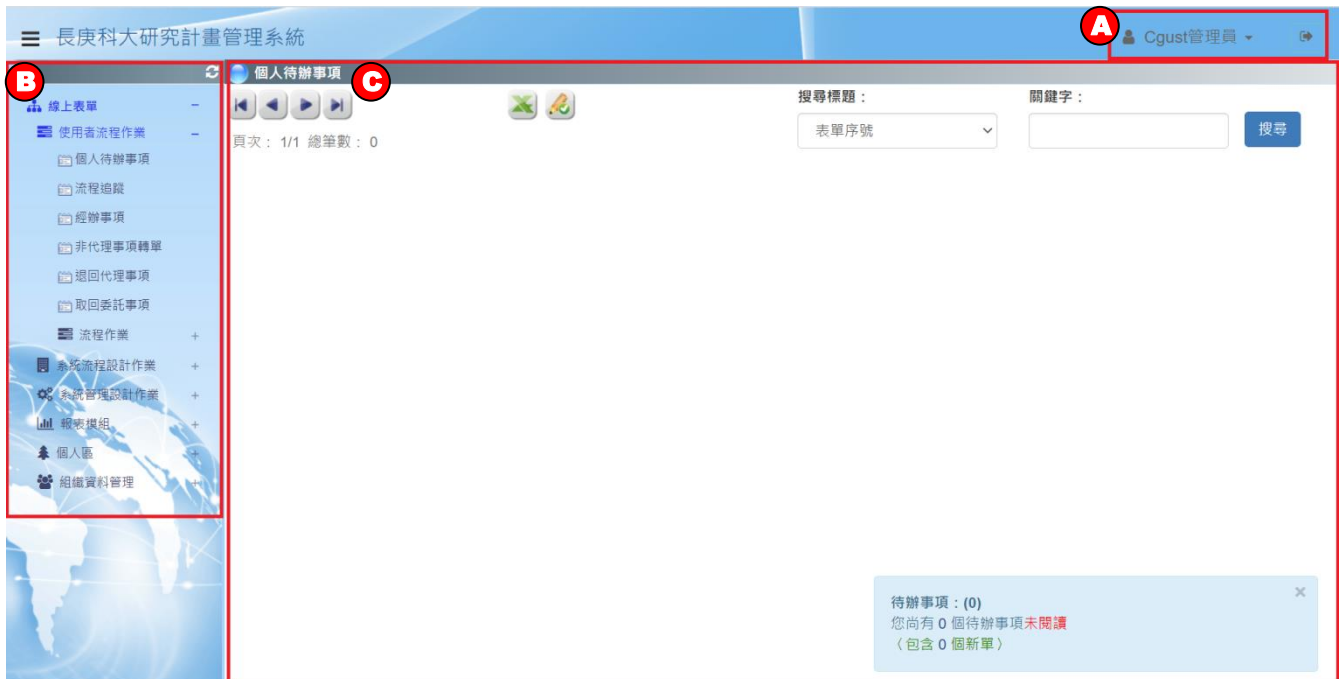 長庚科大研究計畫管理系統
A
Cgust管理員
B
線上表單 －
使用者流程作業 －
個人待辦事項
流程追蹤
經辦事項
非代理事項轉單
退回代理事項
取回委託事項
流程作業 +
系統流程設計作業 +
系統管理設計作業 +
報表模組 +
個人區 +
組織資料管理 +
個人待辦事項
C
頁次： 1/1 總筆數： 0
搜尋標題：
表單序號
關鍵字：
搜尋
待辦事項：(0)
您尚有 0 個待辦事項未閱讀
（包含 0 個新單）
×